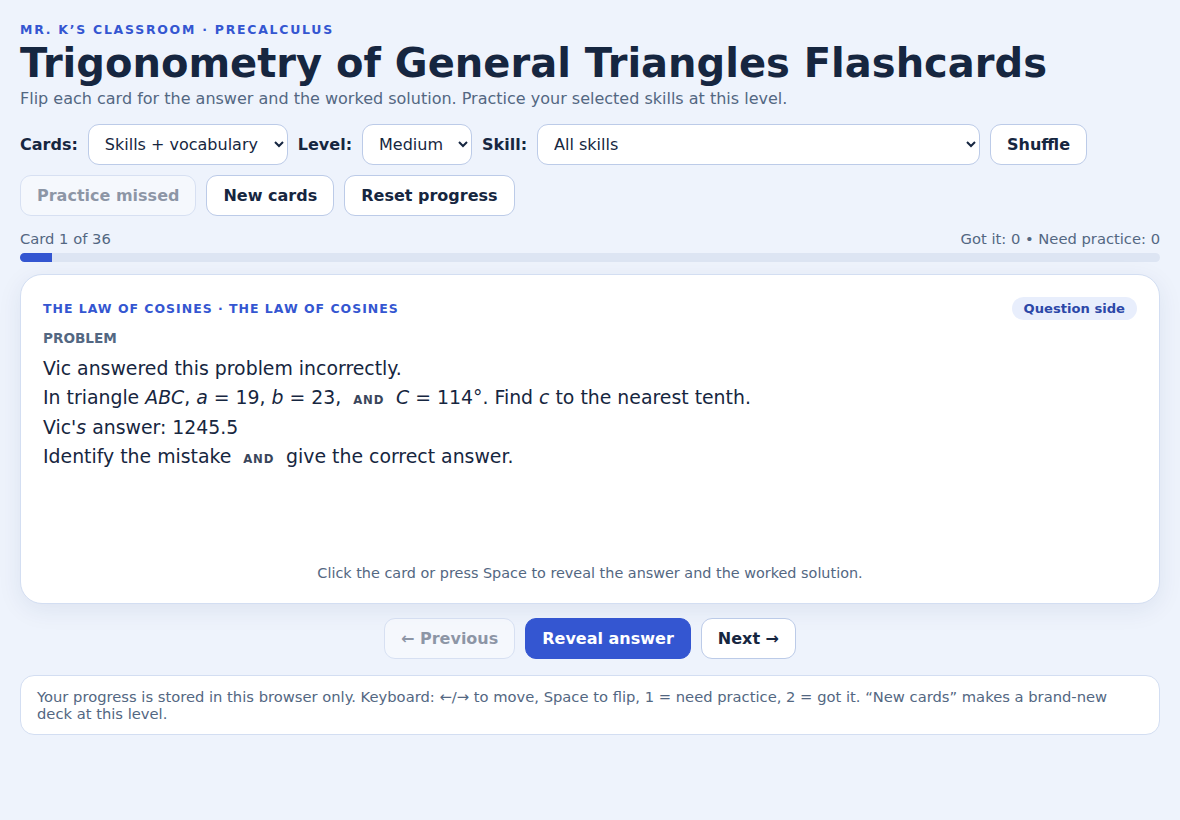 MR. K’S CLASSROOM · PRECALCULUS
Trigonometry of General Triangles Flashcards
Flip each card for the answer and the worked solution. Practice your selected skills at this level.
Cards: Skills + vocabulary Level: Medium Skill: All skills Shuffle
Practice missed New cards Reset progress
Card 1 of 36 Got it: 0 • Need practice: 0
THE LAW OF COSINES · THE LAW OF COSINES Question side
PROBLEM
Vic answered this problem incorrectly.
In triangle ABC, a = 19, b = 23, AND C = 114°. Find c to the nearest tenth.
Vic's answer: 1245.5
Identify the mistake AND give the correct answer.
Click the card or press Space to reveal the answer and the worked solution.
← Previous Reveal answer Next →
Your progress is stored in this browser only. Keyboard: ←/→ to move, Space to flip, 1 = need practice, 2 = got it. “New cards” makes a brand-new
deck at this level.